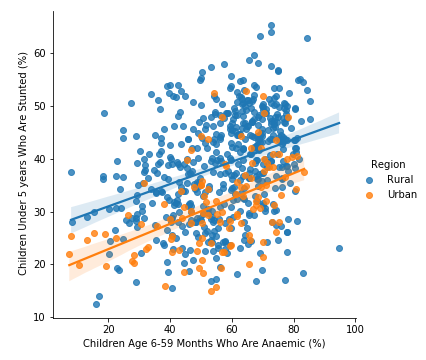 60
50
40
30
20
10
Children Under 5 years Who Are Stunted (%)
20
40
60
80
100
Children Age 6-59 Months Who Are Anaemic (%)
Region
Rural
Urban